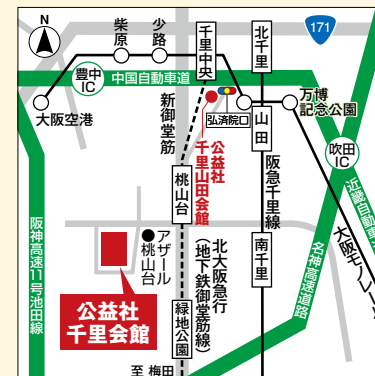 N
171
柴原
少路
千里中央
北千里
豊中
IC
中国自動車道
大阪空港
新御堂筋
弘済院口
山田
万博
記念公園
公益社
千里山田会館
吹田
IC
桃山台
阪急千里線
近畿自動車
アザール
桃山台
北大阪急行
(地下鉄御堂筋線)
南千里
大阪モノレー
名神高速道路
阪神高速11号池田線
公益社
千里会館
緑地公園
至 梅田